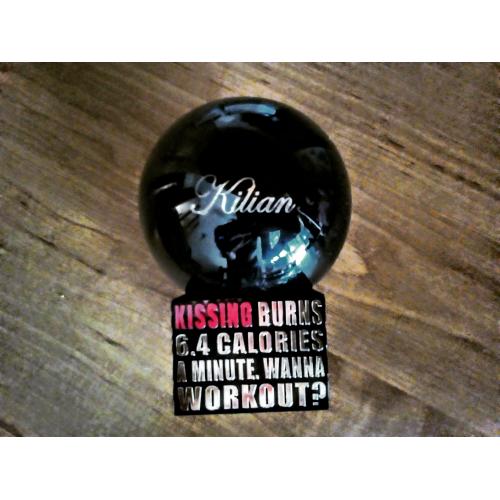 Kilian
KISSING BURNS
6.4 CALORIES
A MINUTE. WANNA
WORKOUT?